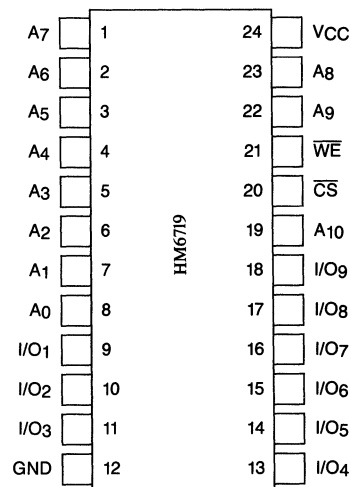 A7 1 24 VCC
A6 2 23 A8
A5 3 22 A9
A4 4 21 W̅E̅
A3 5 20 C̅S̅
A2 6 19 A10
HM6719
A1 7 18 I/O9
A0 8 17 I/O8
I/O1 9 16 I/O7
I/O2 10 15 I/O6
I/O3 11 14 I/O5
GND 12 13 I/O4